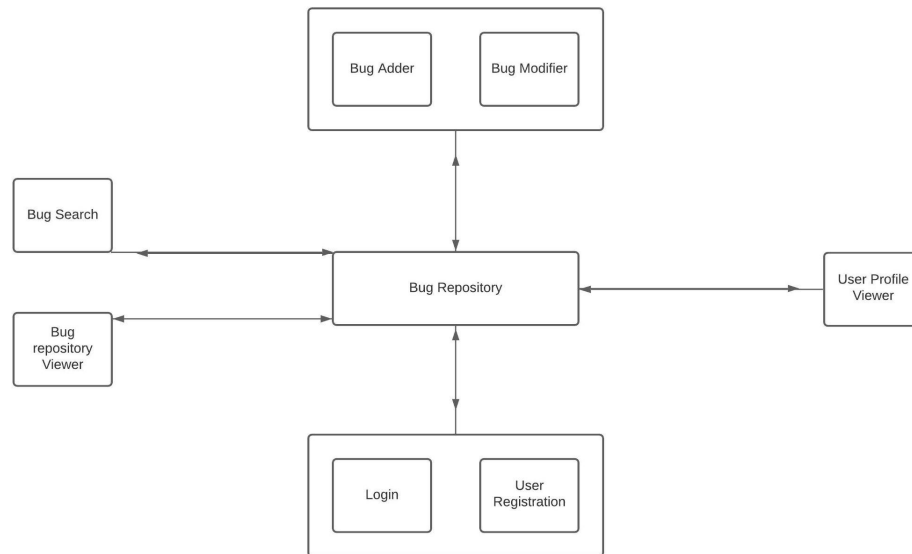 Bug Adder
Bug Modifier
Bug Search
Bug Repository
User Profile
Viewer
Bug
repository
Viewer
Login
User
Registration